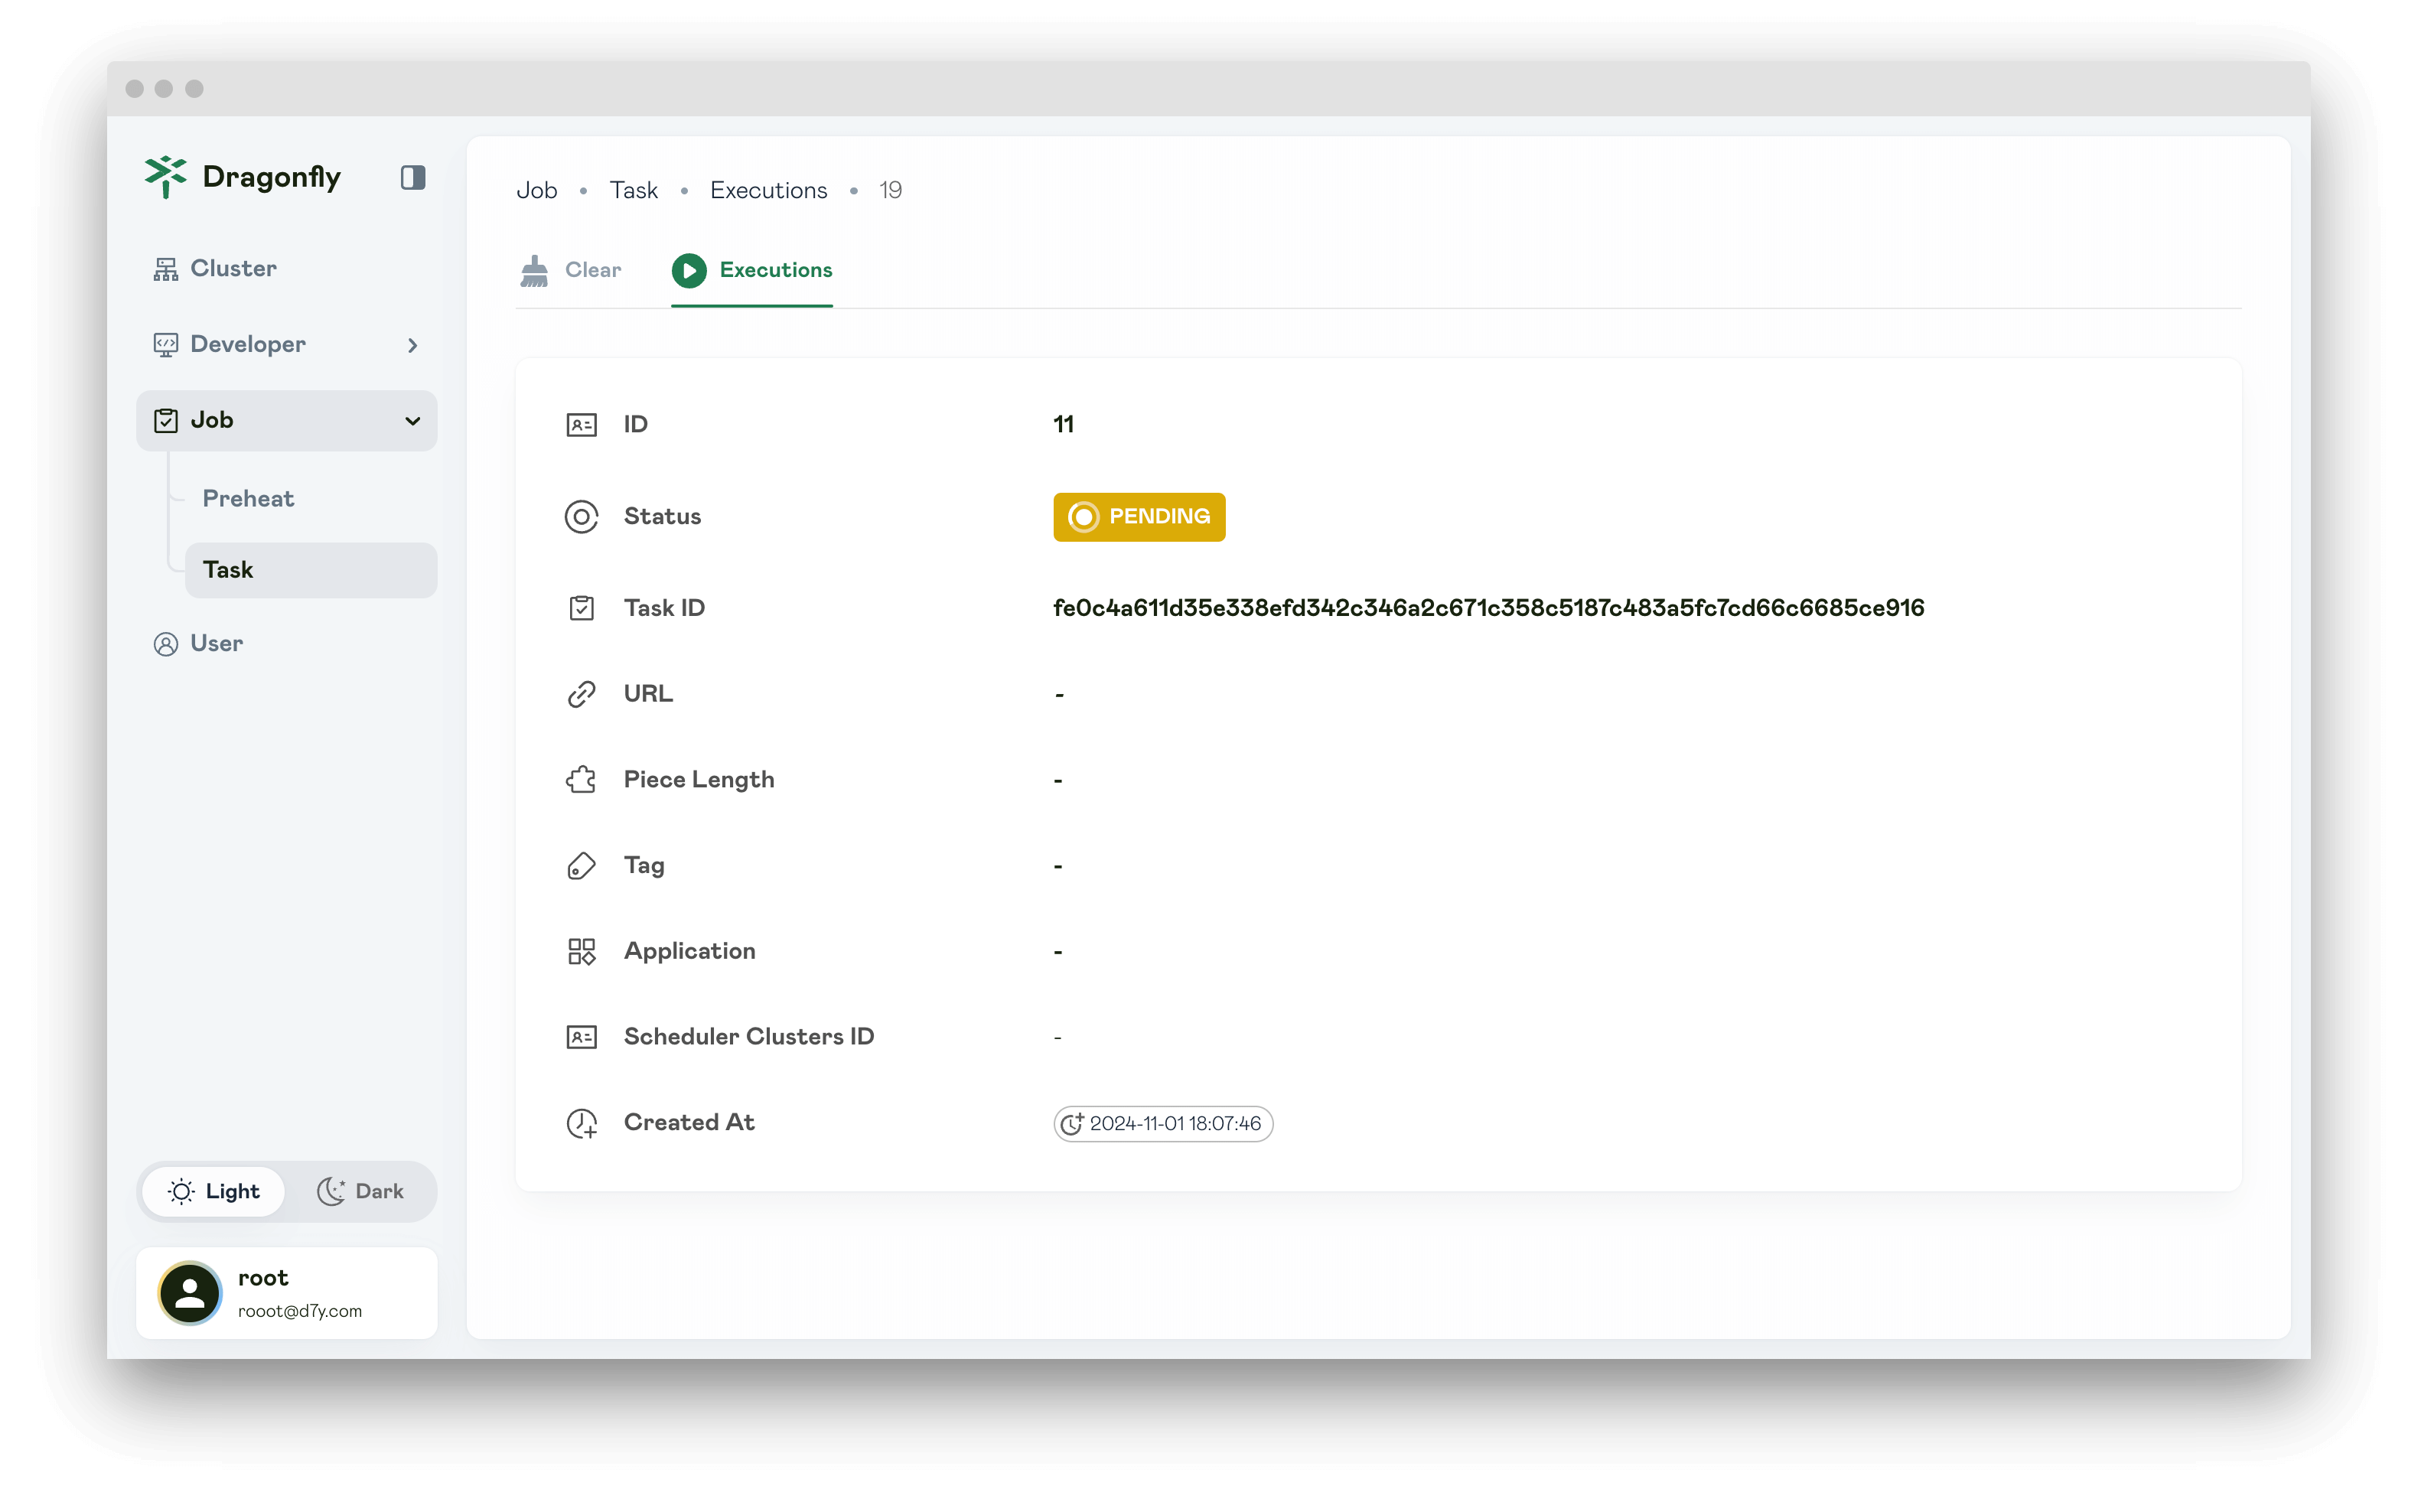 Dragonfly
Cluster
Developer
Job
Preheat
Task
User
Light Dark
root
rooot@d7y.com
Job • Task • Executions • 19
Clear Executions
ID 11
Status PENDING
Task ID fe0c4a611d35e338efd342c346a2c671c358c5187c483a5fc7cd66c6685ce916
URL -
Piece Length -
Tag -
Application -
Scheduler Clusters ID -
Created At 2024-11-01 18:07:46